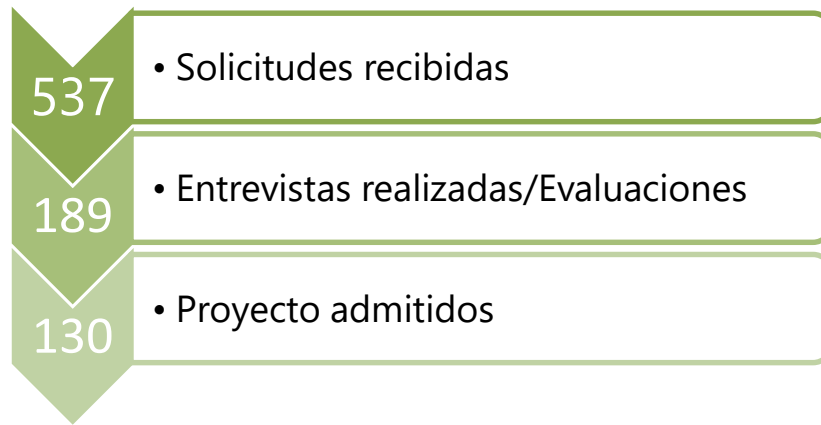 537
• Solicitudes recibidas
189
• Entrevistas realizadas/Evaluaciones
130
• Proyecto admitidos